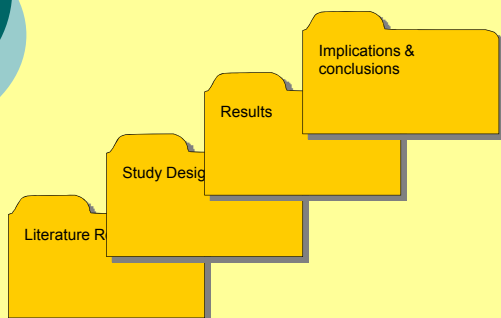 Implications &
conclusions
Results
Study Desig
Literature R